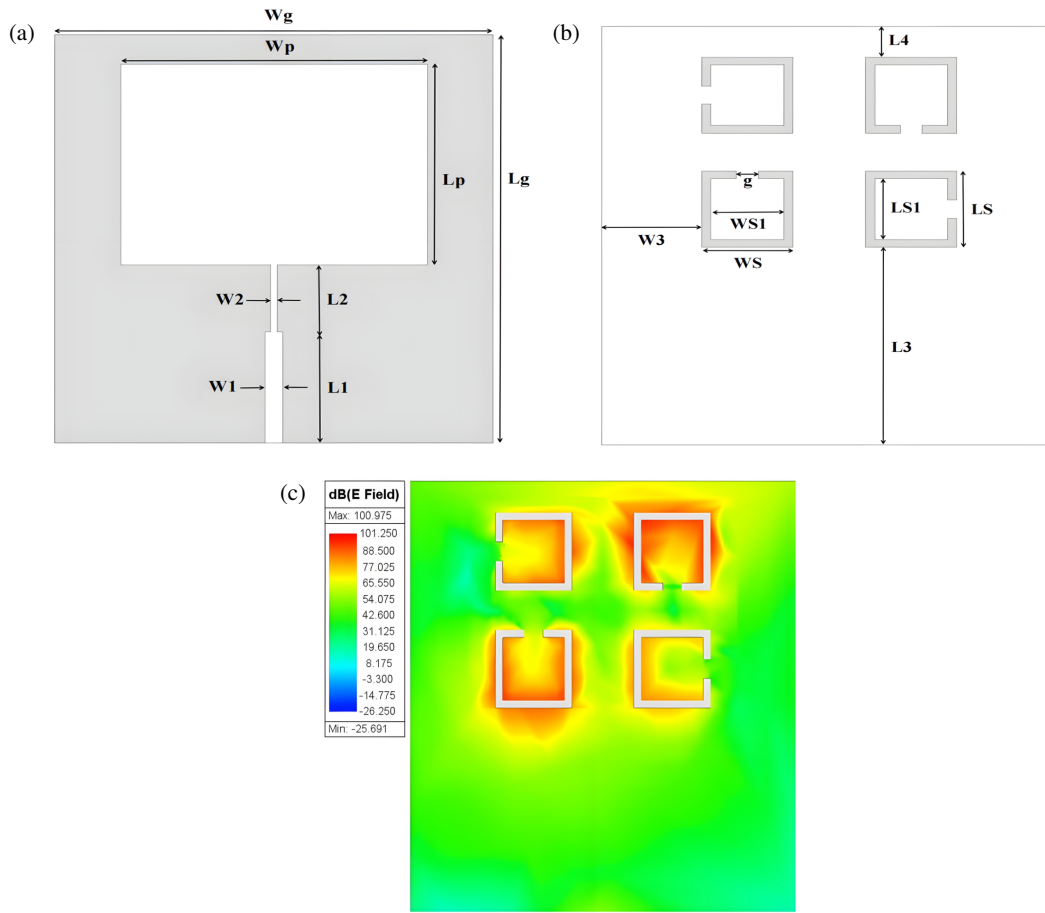 (a)
Wg
Wp
Lp
Lg
W2
L2
W1
L1
(b)
L4
g
WS1
LS1
LS
W3
WS
L3
(c)
dB(E Field)
Max: 100.975
101.250
88.500
77.025
65.550
54.075
42.600
31.125
19.650
8.175
-3.300
-14.775
-26.250
Min: -25.691